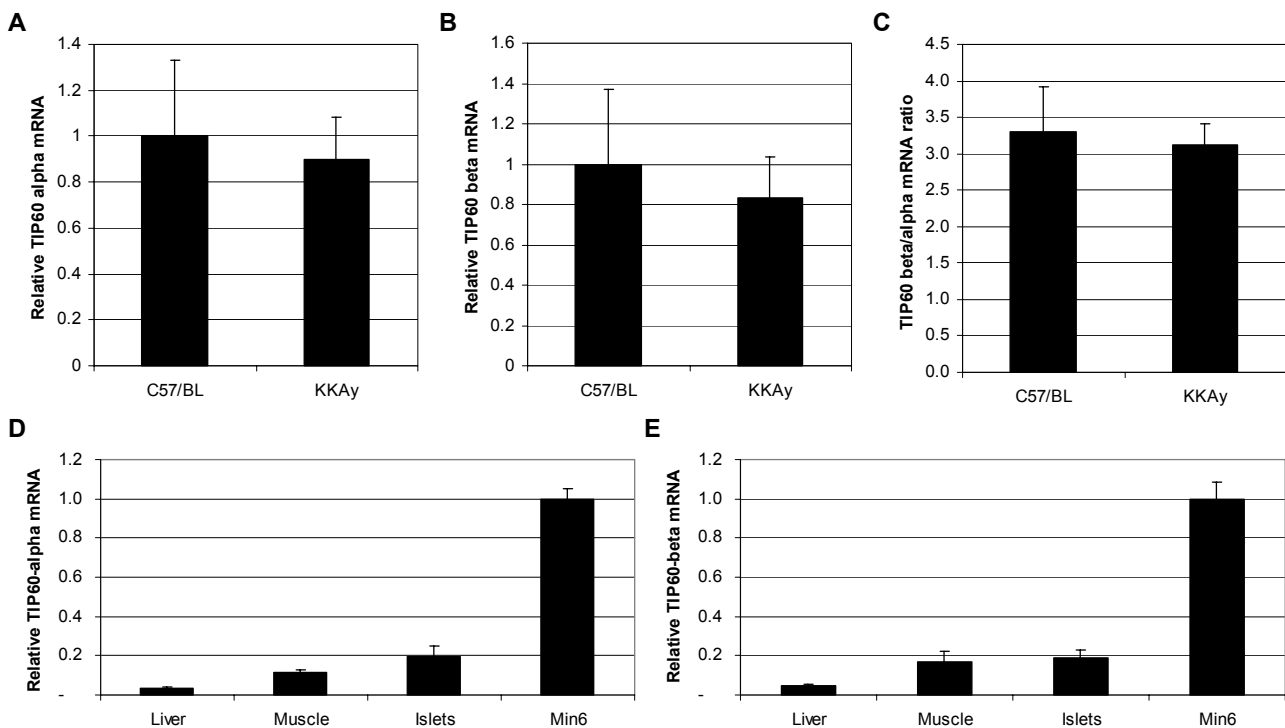 A
Relative TIP60 alpha mRNA
1.4
1.2
1
0.8
0.6
0.4
0.2
0
C57/BL KKAy
B
Relative TIP60 beta mRNA
1.6
1.4
1.2
1
0.8
0.6
0.4
0.2
0
C57/BL KKAy
C
TIP60 beta/alpha mRNA ratio
4.5
4.0
3.5
3.0
2.5
2.0
1.5
1.0
0.5
0.0
C57/BL KKAy
D
Relative TIP60-alpha mRNA
1.2
1.0
0.8
0.6
0.4
0.2
-
Liver Muscle Islets Min6
E
Relative TIP60-beta mRNA
1.2
1.0
0.8
0.6
0.4
0.2
-
Liver Muscle Islets Min6